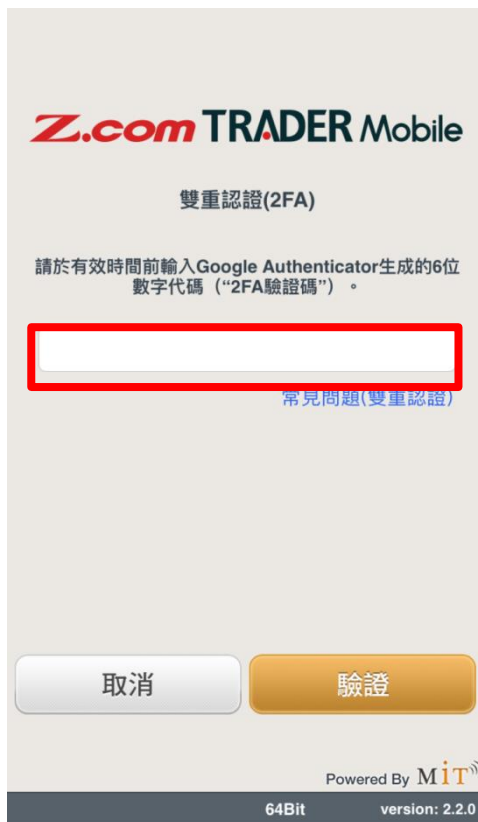 Z.com TRADER Mobile
雙重認證(2FA)
請於有效時間前輸入Google Authenticator生成的6位
數字代碼（“2FA驗證碼”）。
常見問題(雙重認證)
取消 驗證
Powered By MiT
64Bit version: 2.2.0